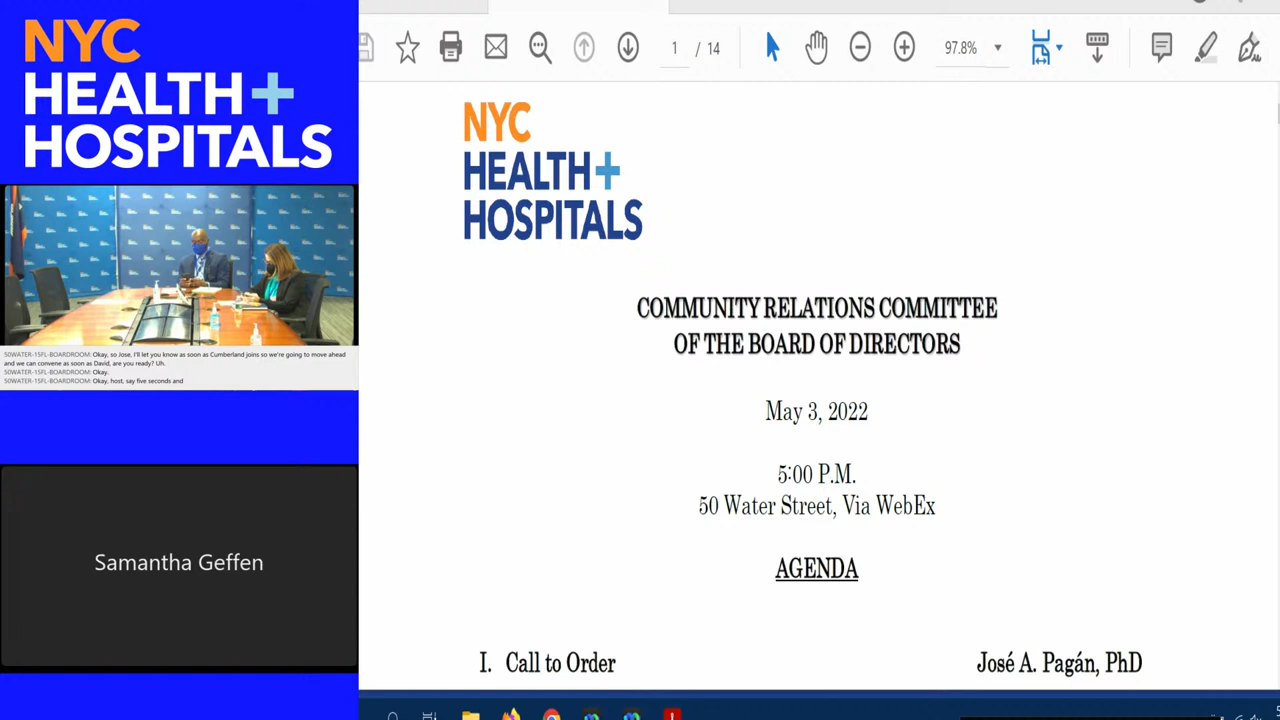 NYC
HEALTH+
HOSPITALS
50WATER-15FL-BOARDROOM: Okay, so Jose, I'll let you know as soon as Cumberland joins so we're going to move ahead
and we can convene as soon as David, are you ready? Uh.
50WATER-15FL-BOARDROOM: Okay.
50WATER-15FL-BOARDROOM: Okay, host, say five seconds and
Samantha Geffen
1 / 14
97.8%
NYC
HEALTH+
HOSPITALS
COMMUNITY RELATIONS COMMITTEE
OF THE BOARD OF DIRECTORS
May 3, 2022
5:00 P.M.
50 Water Street, Via WebEx
AGENDA
I. Call to Order José A. Pagán, PhD